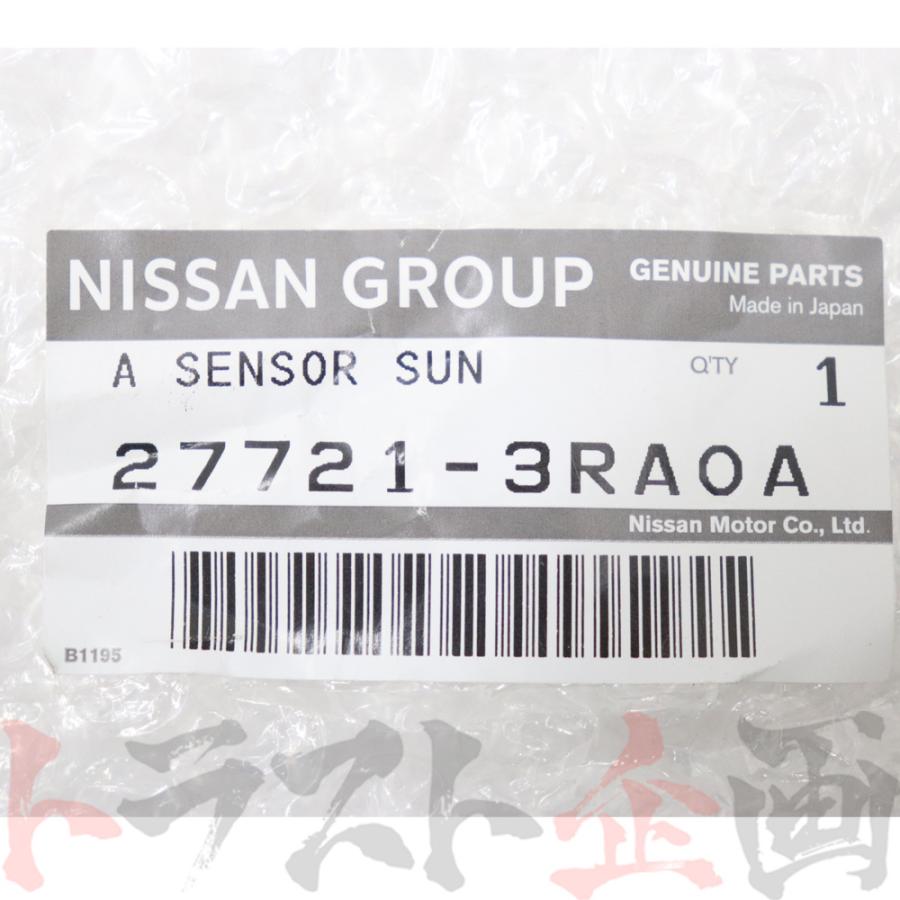 NISSAN GROUP GENUINE PARTS
Made in Japan
A SENSOR SUN Q'TY 1
27721-3RA0A
Nissan Motor Co., Ltd.
B1195
トラスト企画